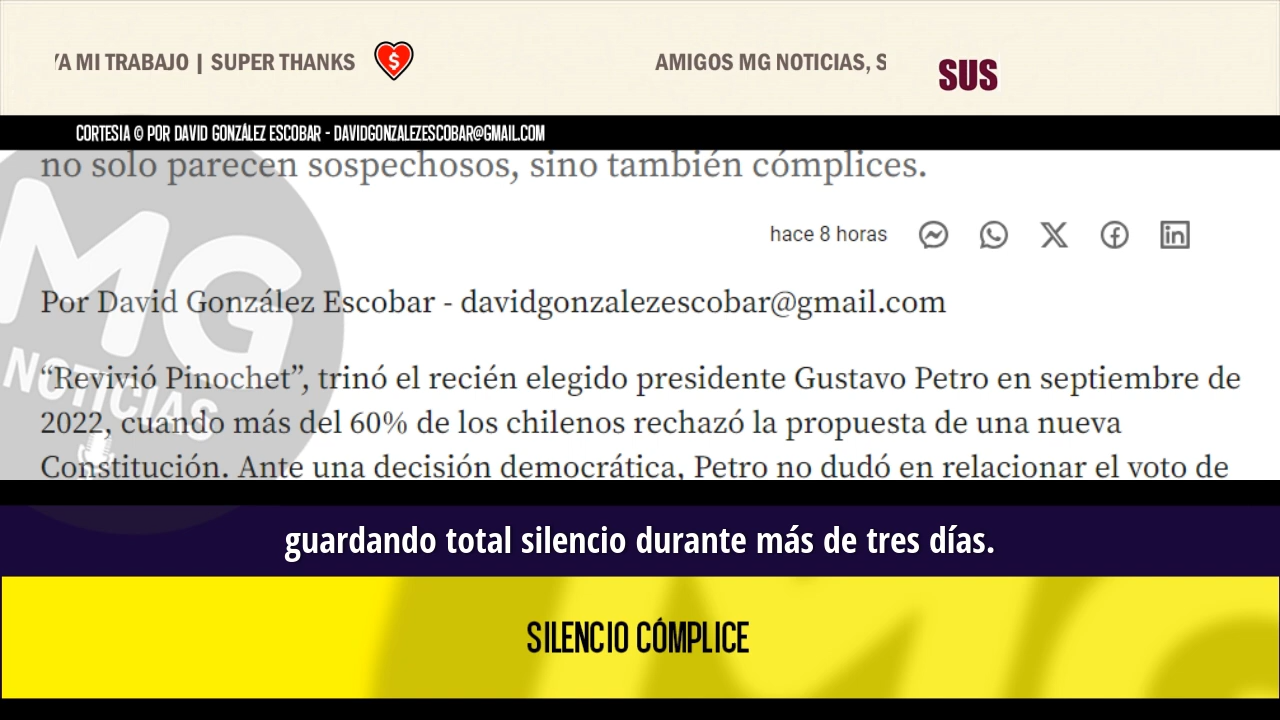 YA MI TRABAJO | SUPER THANKS
AMIGOS MG NOTICIAS, S
SUS
CORTESIA © POR DAVID GONZÁLEZ ESCOBAR - DAVIDGONZALEZESCOBAR@GMAIL.COM
no solo parecen sospechosos, sino también cómplices.
hace 8 horas
Por David González Escobar - davidgonzalezescobar@gmail.com
“Revivió Pinochet”, trinó el recién elegido presidente Gustavo Petro en septiembre de
2022, cuando más del 60% de los chilenos rechazó la propuesta de una nueva
Constitución. Ante una decisión democrática, Petro no dudó en relacionar el voto de
MG
NOTICIAS
guardando total silencio durante más de tres días.
SILENCIO CÓMPLICE